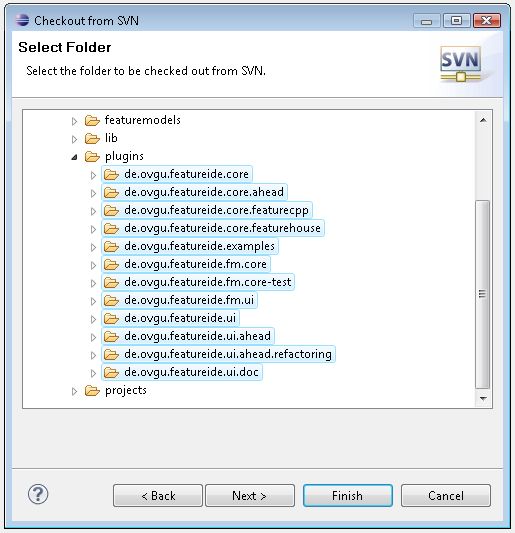 Checkout from SVN
Select Folder
Select the folder to be checked out from SVN.
SVN
featuremodels
lib
plugins
de.ovgu.featureide.core
de.ovgu.featureide.core.ahead
de.ovgu.featureide.core.featurecpp
de.ovgu.featureide.core.featurehouse
de.ovgu.featureide.examples
de.ovgu.featureide.fm.core
de.ovgu.featureide.fm.core-test
de.ovgu.featureide.fm.ui
de.ovgu.featureide.ui
de.ovgu.featureide.ui.ahead
de.ovgu.featureide.ui.ahead.refactoring
de.ovgu.featureide.ui.doc
projects
? < Back Next > Finish Cancel